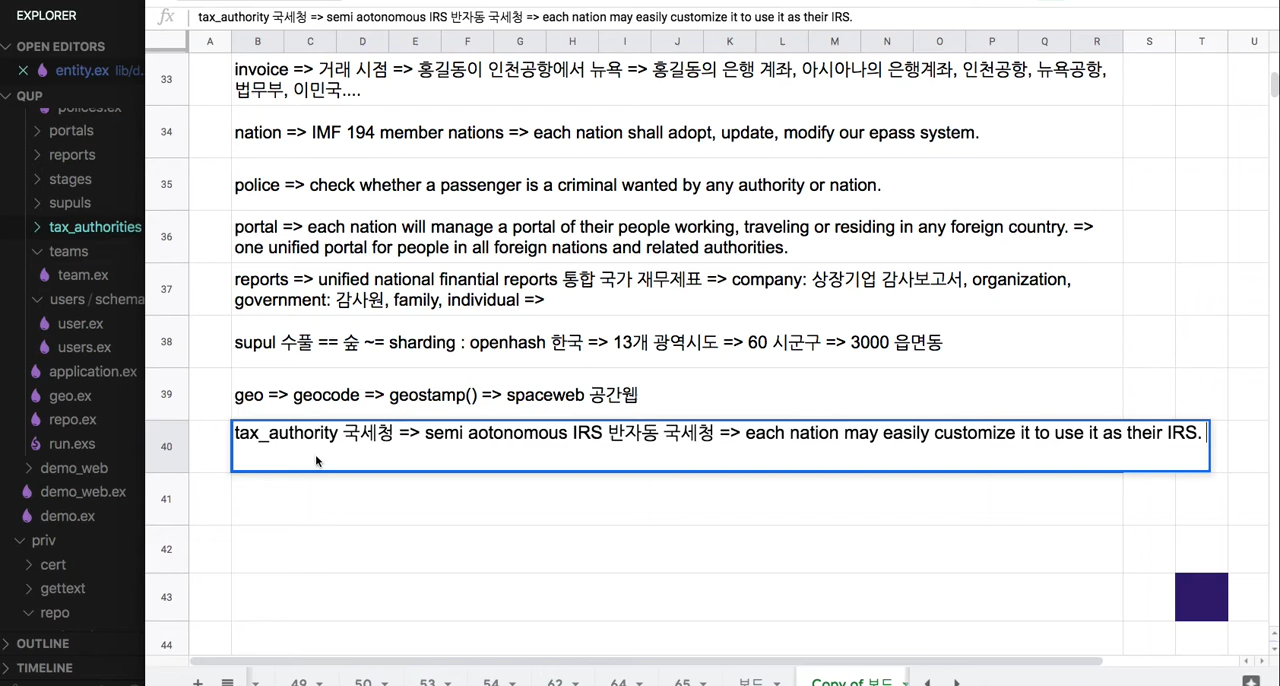 EXPLORER
OPEN EDITORS
entity.ex lib/d.
QUP
polices.ex
portals
reports
stages
supuls
tax_authorities
teams
team.ex
users / schema
user.ex
users.ex
application.ex
geo.ex
repo.ex
run.exs
demo_web
demo_web.ex
demo.ex
priv
cert
gettext
repo
OUTLINE
TIMELINE
fx tax_authority 국세청 => semi aotonomous IRS 반자동 국세청 => each nation may easily customize it to use it as their IRS.
A B C D E F G H I J K L M N O P Q R S T U
33 invoice => 거래 시점 => 홍길동이 인천공항에서 뉴욕 => 홍길동의 은행 계좌, 아시아나의 은행계좌, 인천공항, 뉴욕공항,
법무부, 이민국....
34 nation => IMF 194 member nations => each nation shall adopt, update, modify our epass system.
35 police => check whether a passenger is a criminal wanted by any authority or nation.
36 portal => each nation will manage a portal of their people working, traveling or residing in any foreign country. =>
one unified portal for people in all foreign nations and related authorities.
37 reports => unified national finantial reports 통합 국가 재무제표 => company: 상장기업 감사보고서, organization,
government: 감사원, family, individual =>
38 supul 수풀 == 숲 ~= sharding : openhash 한국 => 13개 광역시도 => 60 시군구 => 3000 읍면동
39 geo => geocode => geostamp() => spaceweb 공간웹
40 tax_authority 국세청 => semi aotonomous IRS 반자동 국세청 => each nation may easily customize it to use it as their IRS.
41
42
43
44
49 50 53 54 62 64 65 보드 Copy of 보드